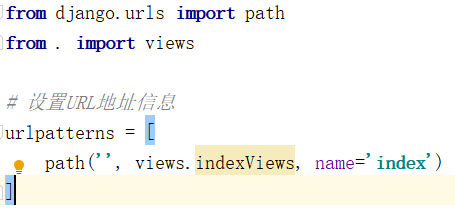 from django.urls import path
from . import views
# 设置URL地址信息
urlpatterns = [
    path('', views.indexViews, name='index')
]